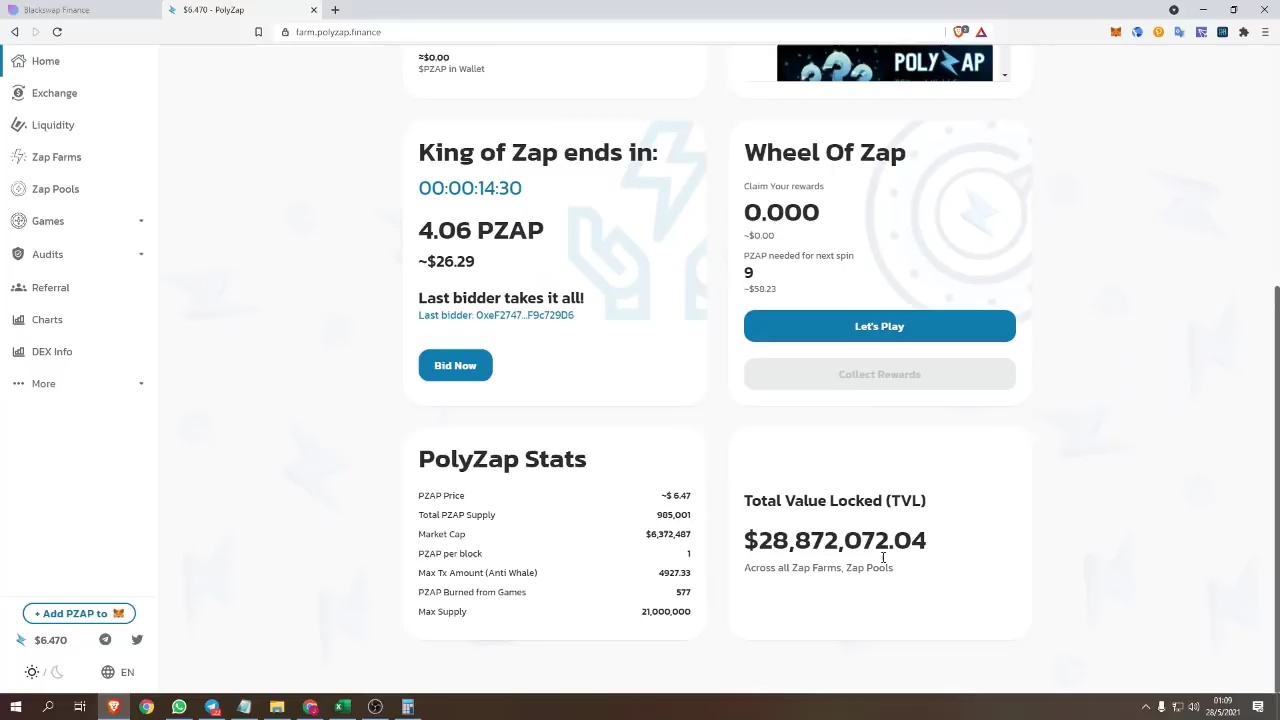 Blackswap Finance
$6.470 - PolyZap
farm.polyzap.finance
Home
Exchange
Liquidity
Zap Farms
Zap Pools
Games
Audits
Referral
Charts
DEX Info
More
+ Add PZAP to
$6.470
/
EN
≈$0.00
$PZAP in Wallet
POLYZAP
King of Zap ends in:
00:00:14:30
4.06 PZAP
~$26.29
Last bidder takes it all!
Last bidder: 0xeF2747...F9c729D6
Bid Now
Wheel Of Zap
Claim Your rewards
0.000
~$0.00
PZAP needed for next spin
9
~$58.23
Let's Play
Collect Rewards
PolyZap Stats
PZAP Price ~$ 6.47
Total PZAP Supply 985,001
Market Cap $6,372,487
PZAP per block 1
Max Tx Amount (Anti Whale) 4927.33
PZAP Burned from Games 577
Max Supply 21,000,000
Total Value Locked (TVL)
$28,872,072.04
Across all Zap Farms, Zap Pools
01:09
28/5/2021